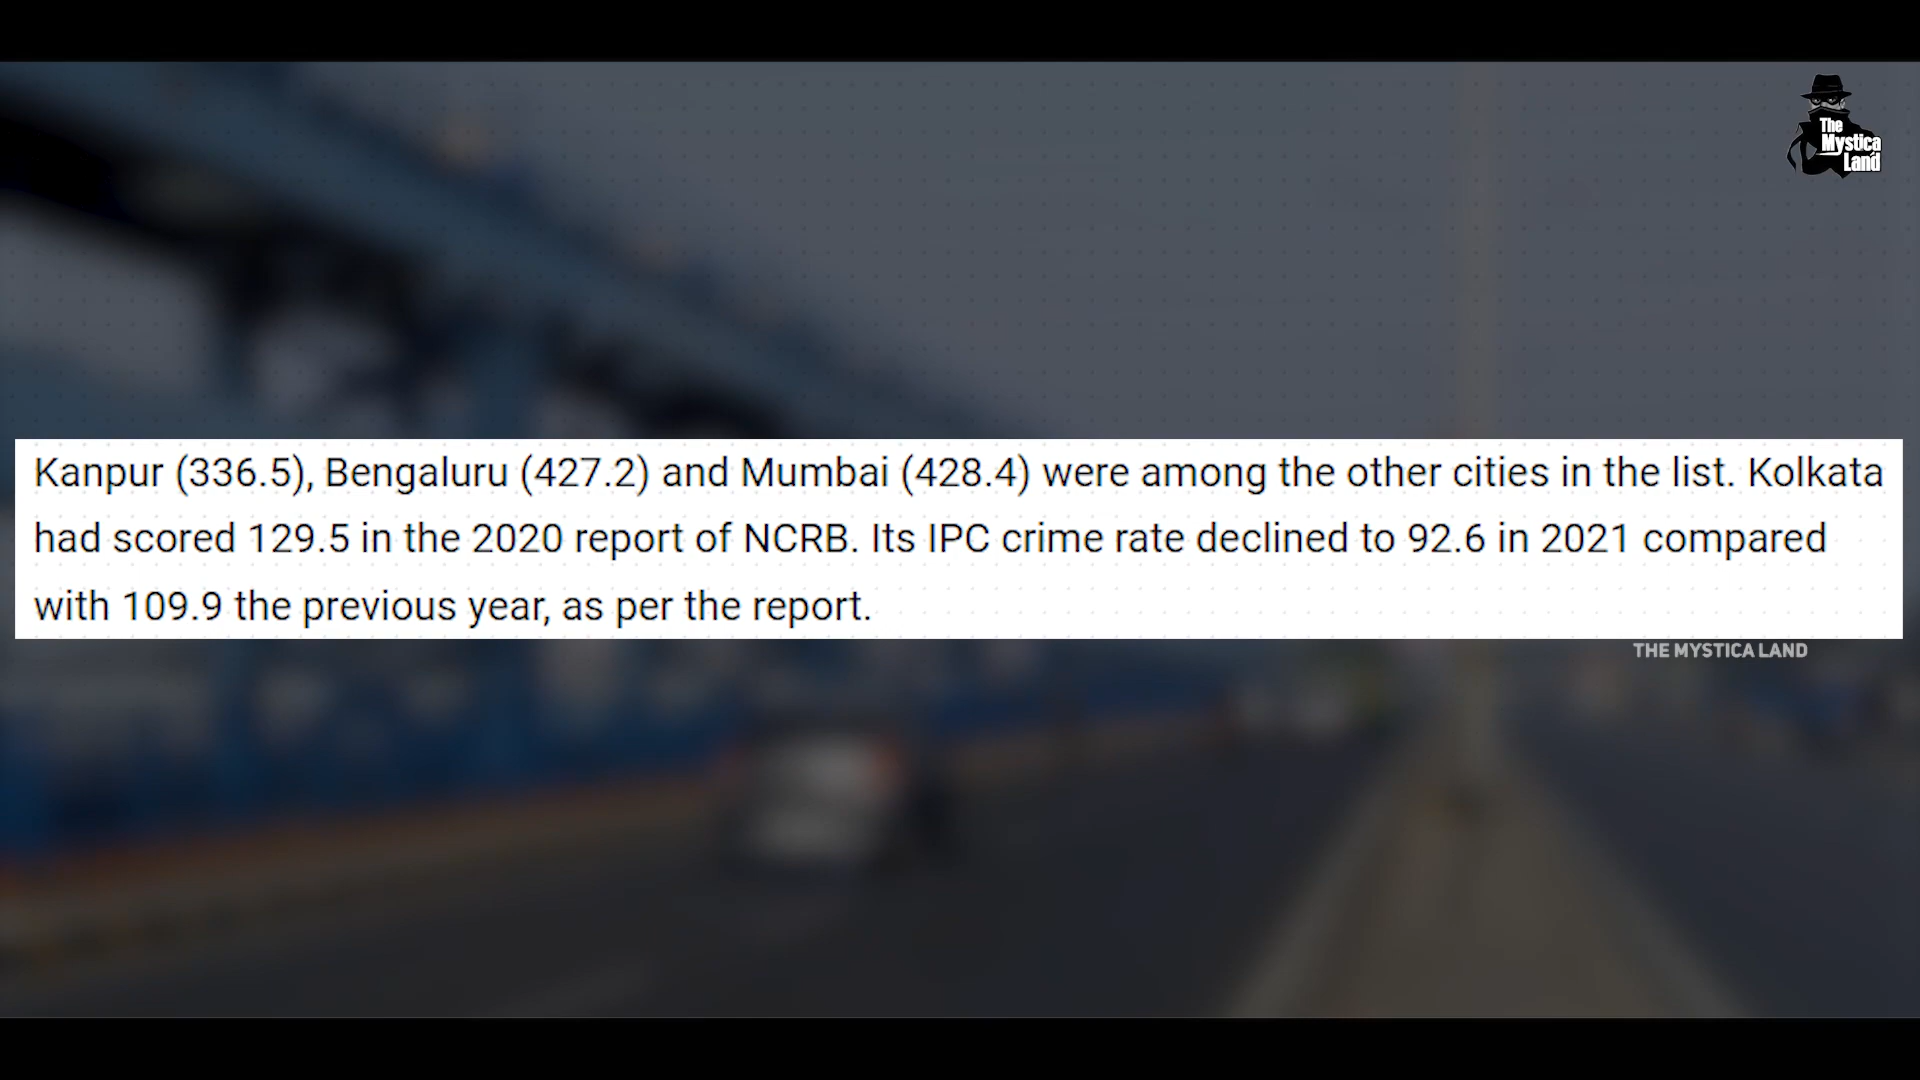 The
Mystica
Land
Kanpur (336.5), Bengaluru (427.2) and Mumbai (428.4) were among the other cities in the list. Kolkata
had scored 129.5 in the 2020 report of NCRB. Its IPC crime rate declined to 92.6 in 2021 compared
with 109.9 the previous year, as per the report.
THE MYSTICA LAND